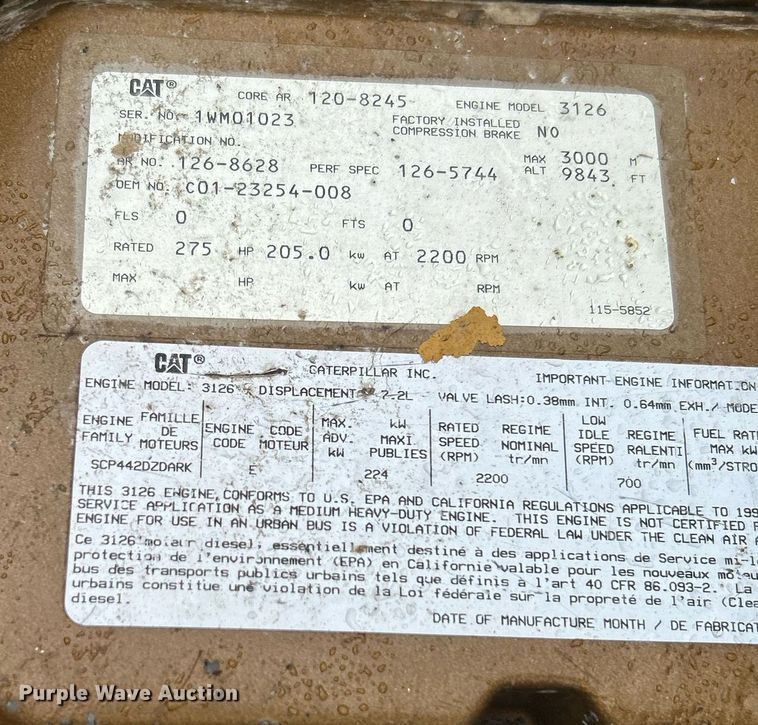 CAT®
CORE AR 120-8245 ENGINE MODEL 3126
SER. NO. 1WM01023 FACTORY INSTALLED COMPRESSION BRAKE NO
MODIFICATION NO.
AR NO. 126-8628 PERF SPEC 126-5744 MAX ALT 3000 M 9843. FT
OEM NO. C01-23254-008
FLS 0 FTS 0
RATED 275 HP 205.0 kw AT 2200 RPM
MAX HP kw AT RPM
115-5852
CAT® CATERPILLAR INC. IMPORTANT ENGINE INFORMATION
ENGINE MODEL: 3126 DISPLACEMENT 7.2L VALVE LASH:0.38mm INT. 0.64mm EXH./ MODE
ENGINE FAMILY FAMILLE DE MOTEURS ENGINE CODE CODE MOTEUR MAX. ADV. kW kW MAXI PUBLIES RATED SPEED (RPM) REGIME NOMINAL tr/mn LOW IDLE SPEED (RPM) REGIME RALENTI tr/mn FUEL RAT MAX kW (mm³/STRO
SCP442DZDARK E 224 2200 700
THIS 3126 ENGINE CONFORMS TO U.S. EPA AND CALIFORNIA REGULATIONS APPLICABLE TO 199
SERVICE APPLICATION AS A MEDIUM HEAVY-DUTY ENGINE. THIS ENGINE IS NOT CERTIFIED F
ENGINE FOR USE IN AN URBAN BUS IS A VIOLATION OF FEDERAL LAW UNDER THE CLEAN AIR A
Ce 3126 moteur diesel, essentiellement destiné à des applications de Service mi-l
protection de l'environnement (EPA) en Californie valable pour les nouveaux moteu
bus des transports publics urbains tels que définis à l'art 40 CFR 86.093-2. La
urbains constitue une violation de la Loi fédérale sur la propreté de l'air (Clea
diesel.
DATE OF MANUFACTURE MONTH / DE FABRICAT
Purple Wave Auction